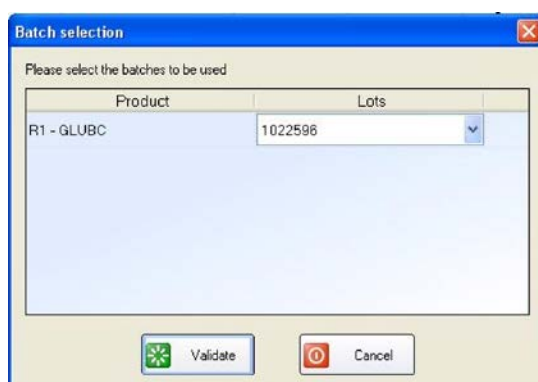 Batch selection
Please select the batches to be used
Product Lots
R1 - GLUBC 1022596
Validate Cancel